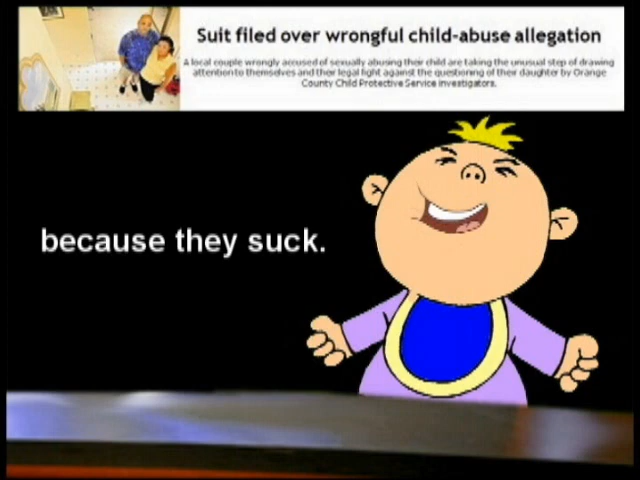 Suit filed over wrongful child-abuse allegation
A local couple wrongly accused of sexually abusing their child are taking the unusual step of drawing
attention to themselves and their legal fight against the questioning of their daughter by Orange
County Child Protective Service investigators.
because they suck.